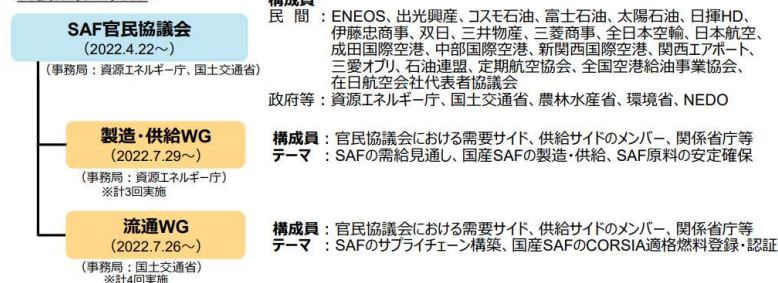 構成員
SAF官民協議会
(2022.4.22～)
(事務局：資源エネルギー庁、国土交通省)
民 間 ：ENEOS、出光興産、コスモ石油、富士石油、太陽石油、日揮HD、
伊藤忠商事、双日、三井物産、三菱商事、全日本空輸、日本航空、
成田国際空港、中部国際空港、新関西国際空港、関西エアポート、
三愛オブリ、石油連盟、定期航空協会、全国空港給油事業協会、
在日航空会社代表者協議会
政府等：資源エネルギー庁、国土交通省、農林水産省、環境省、NEDO
製造・供給WG
(2022.7.29～)
(事務局：資源エネルギー庁)
※計3回実施
構成員：官民協議会における需要サイド、供給サイドのメンバー、関係省庁等
テーマ ：SAFの需給見通し、国産SAFの製造・供給、SAF原料の安定確保
流通WG
(2022.7.26～)
(事務局：国土交通省)
※計4回実施
構成員：官民協議会における需要サイド、供給サイドのメンバー、関係省庁等
テーマ ：SAFのサプライチェーン構築、国産SAFのCORSIA適格燃料登録・認証